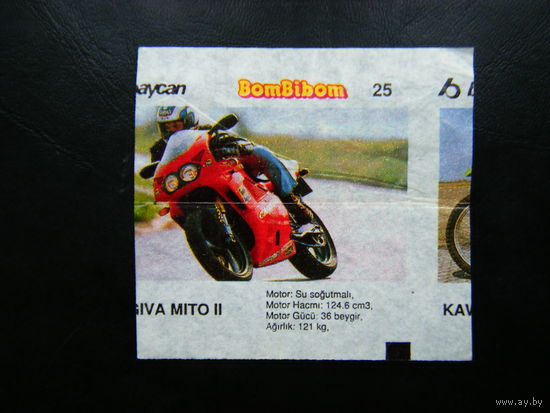 aycan
BomBibom
25
b
GIVA MITO II
KAW
Motor: Su soğutmalı,
Motor Hacmı: 124.6 cm3,
Motor Gücü: 36 beygir,
Ağırlık: 121 kg,
www.ay.by